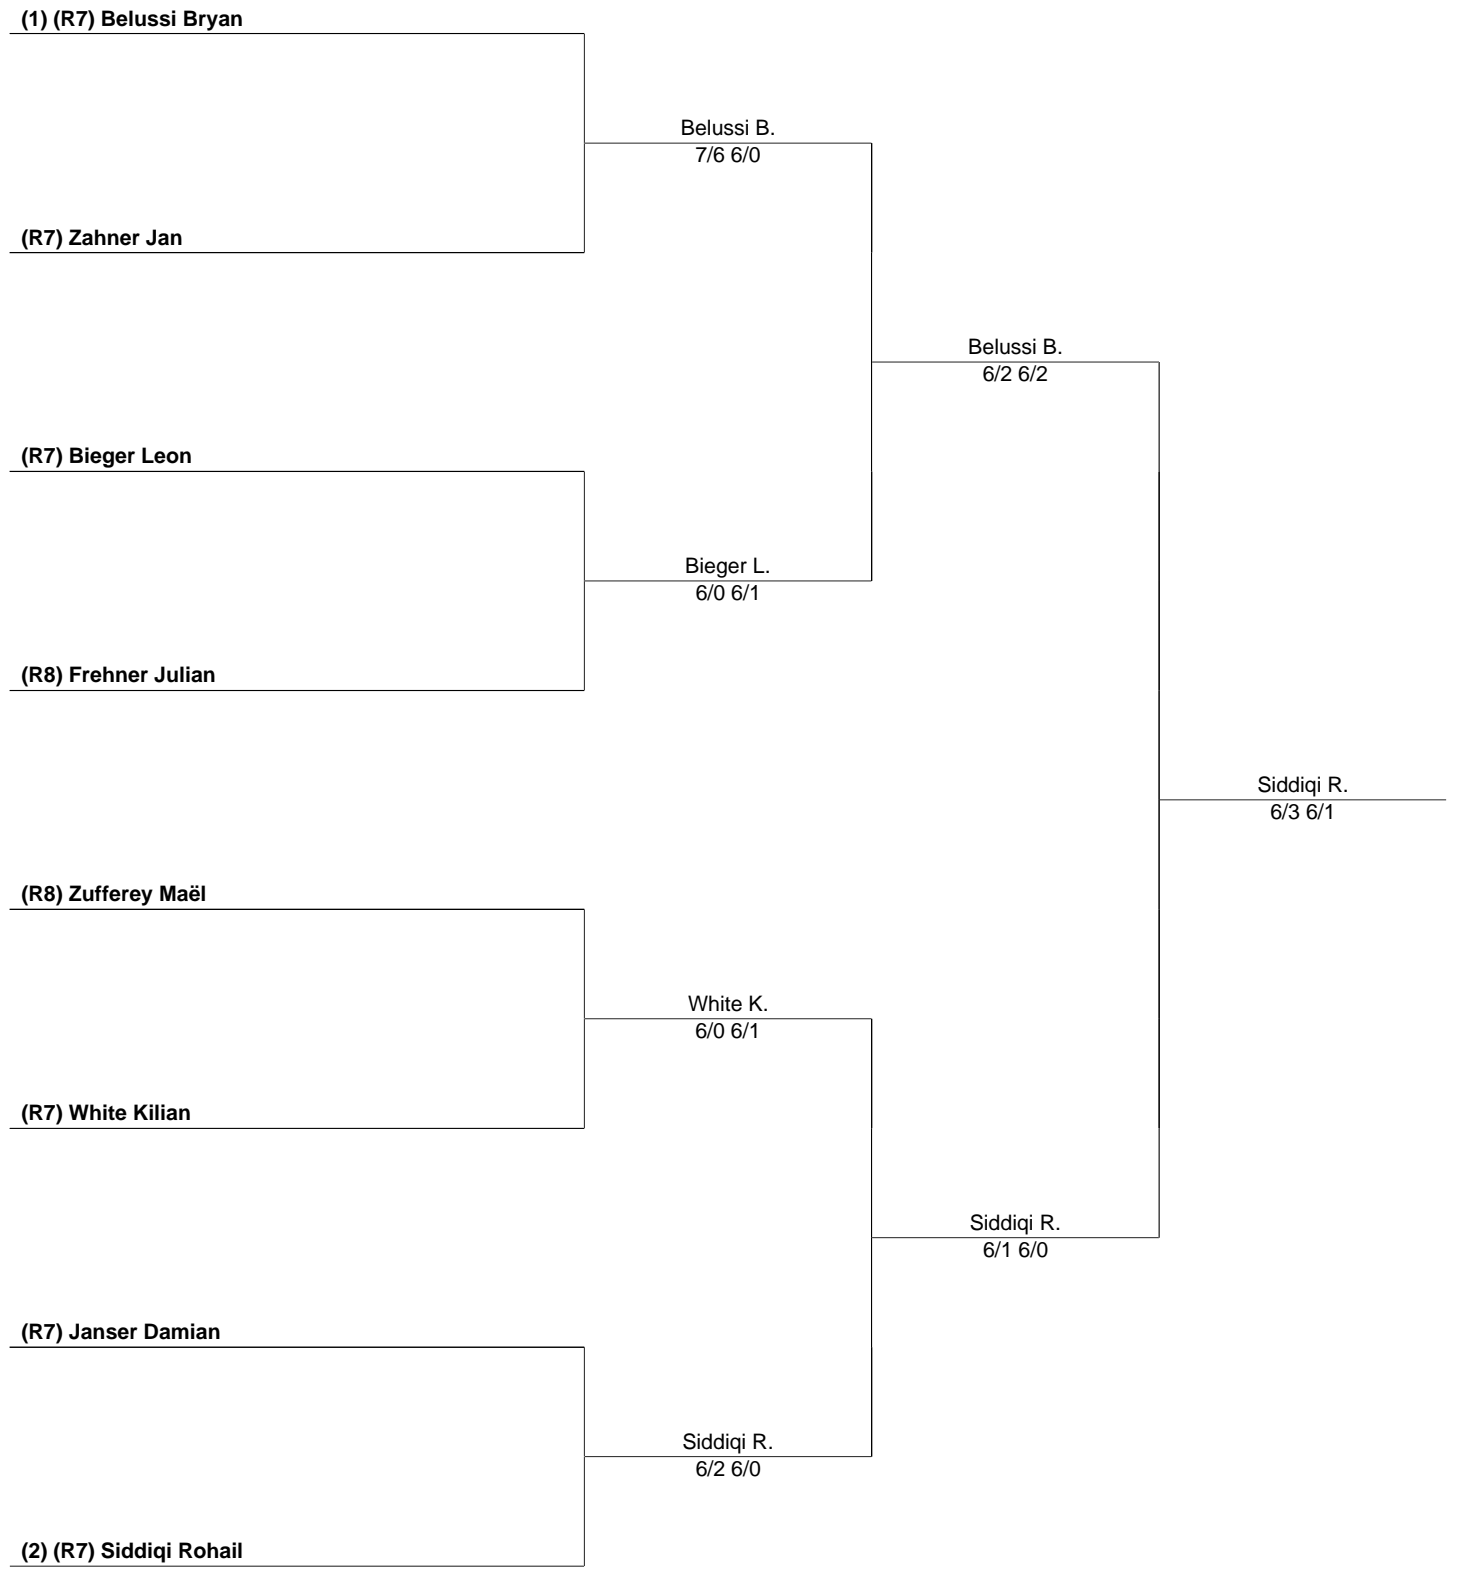 (1) (R7) Belussi Bryan
Belussi B.
7/6 6/0
(R7) Zahner Jan
Belussi B.
6/2 6/2
(R7) Bieger Leon
Bieger L.
6/0 6/1
(R8) Frehner Julian
Siddiqi R.
6/3 6/1
(R8) Zufferey Maël
White K.
6/0 6/1
(R7) White Kilian
Siddiqi R.
6/1 6/0
(R7) Janser Damian
Siddiqi R.
6/2 6/0
(2) (R7) Siddiqi Rohail